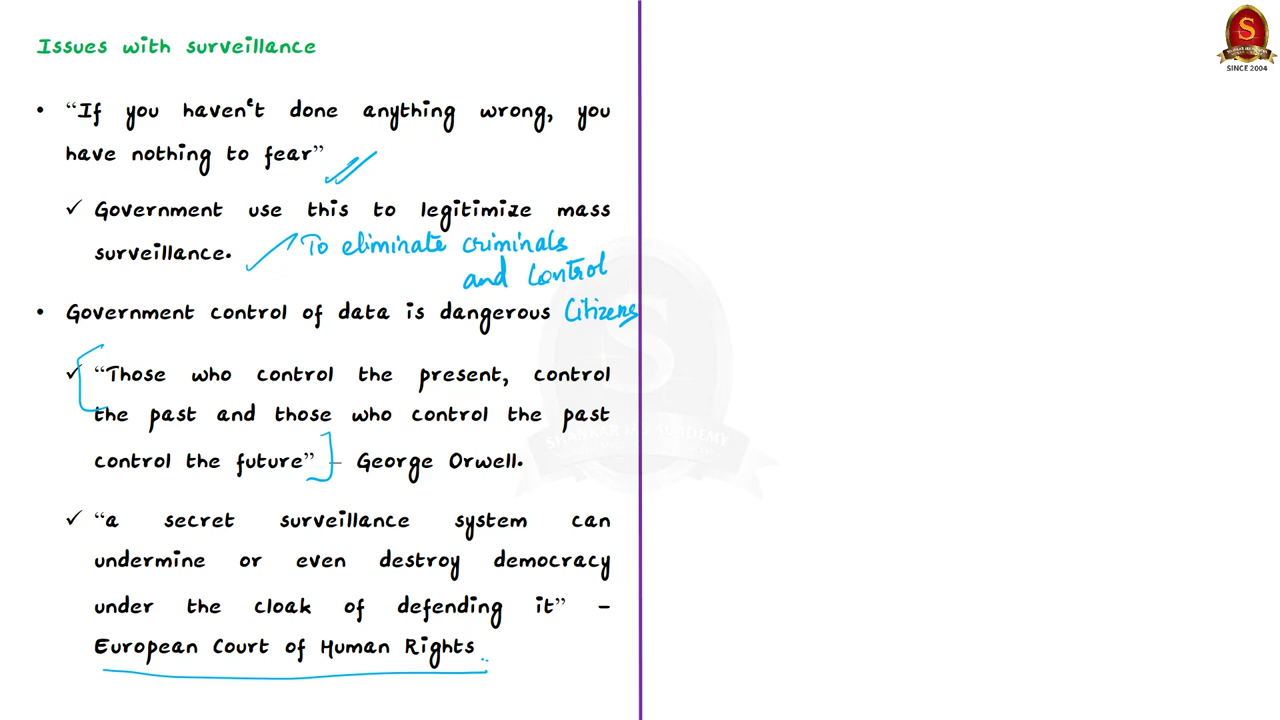 Issues with surveillance
• “If you haven't done anything wrong, you
have nothing to fear”
✓ Government use this to legitimize mass
surveillance.
To eliminate criminals
and control
Citizens
• Government control of data is dangerous
✓ “Those who control the present, control
the past and those who control the past
control the future” – George Orwell.
✓ “a secret surveillance system can
undermine or even destroy democracy
under the cloak of defending it” –
European Court of Human Rights
S
SINCE 2004
SHANKAR IAS ACADEMY